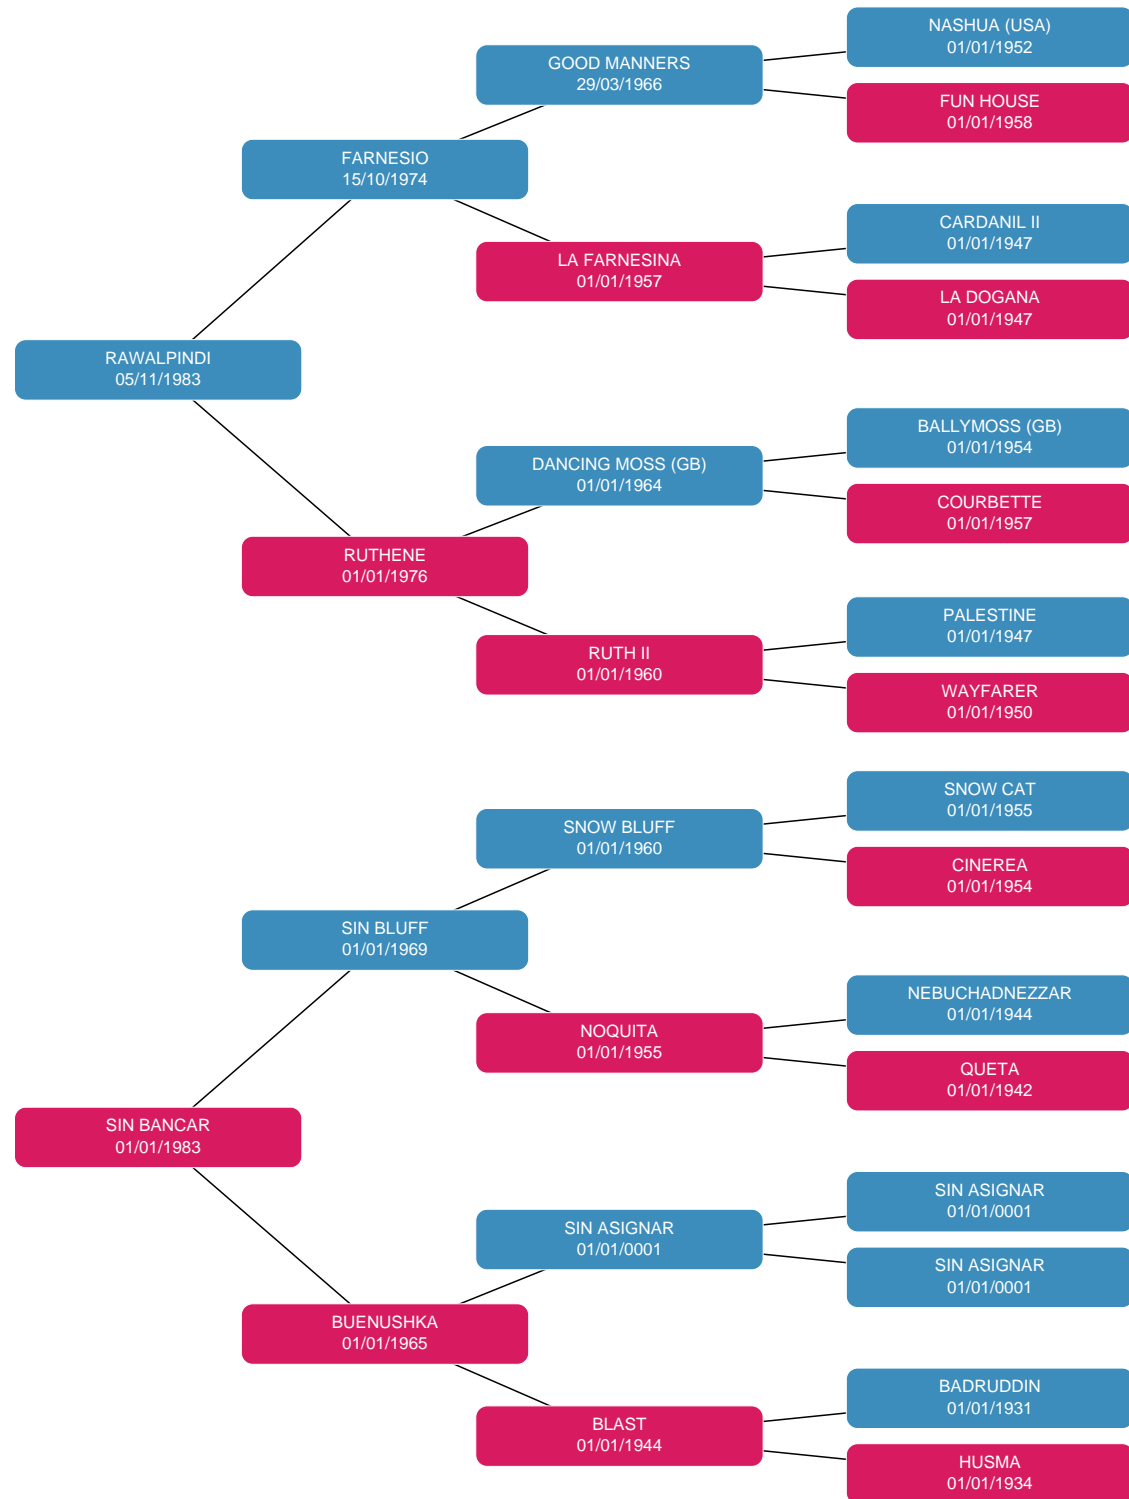 NASHUA (USA)
01/01/1952
GOOD MANNERS
29/03/1966
FUN HOUSE
01/01/1958
FARNESIO
15/10/1974
CARDANIL II
01/01/1947
LA FARNESINA
01/01/1957
LA DOGANA
01/01/1947
RAWALPINDI
05/11/1983
BALLYMOSS (GB)
01/01/1954
DANCING MOSS (GB)
01/01/1964
COURBETTE
01/01/1957
RUTHENE
01/01/1976
PALESTINE
01/01/1947
RUTH II
01/01/1960
WAYFARER
01/01/1950
SNOW CAT
01/01/1955
SNOW BLUFF
01/01/1960
CINEREA
01/01/1954
SIN BLUFF
01/01/1969
NEBUCHADNEZZAR
01/01/1944
NOQUITA
01/01/1955
QUETA
01/01/1942
SIN BANCAR
01/01/1983
SIN ASIGNAR
01/01/0001
SIN ASIGNAR
01/01/0001
SIN ASIGNAR
01/01/0001
BUENUSHKA
01/01/1965
BADRUDDIN
01/01/1931
BLAST
01/01/1944
HUSMA
01/01/1934